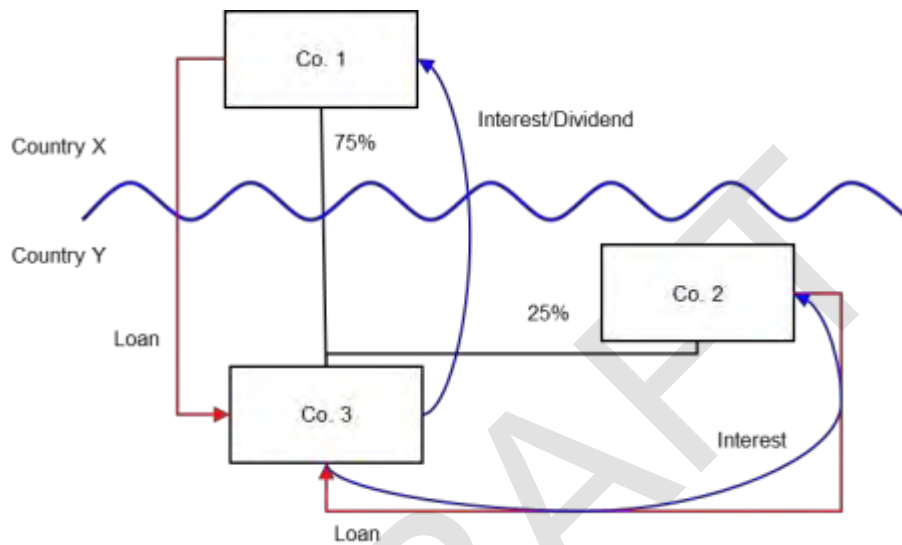 Co. 1
Interest/Dividend
75%
Country X
Country Y
Co. 2
25%
Loan
Co. 3
Interest
Loan
DRAFT